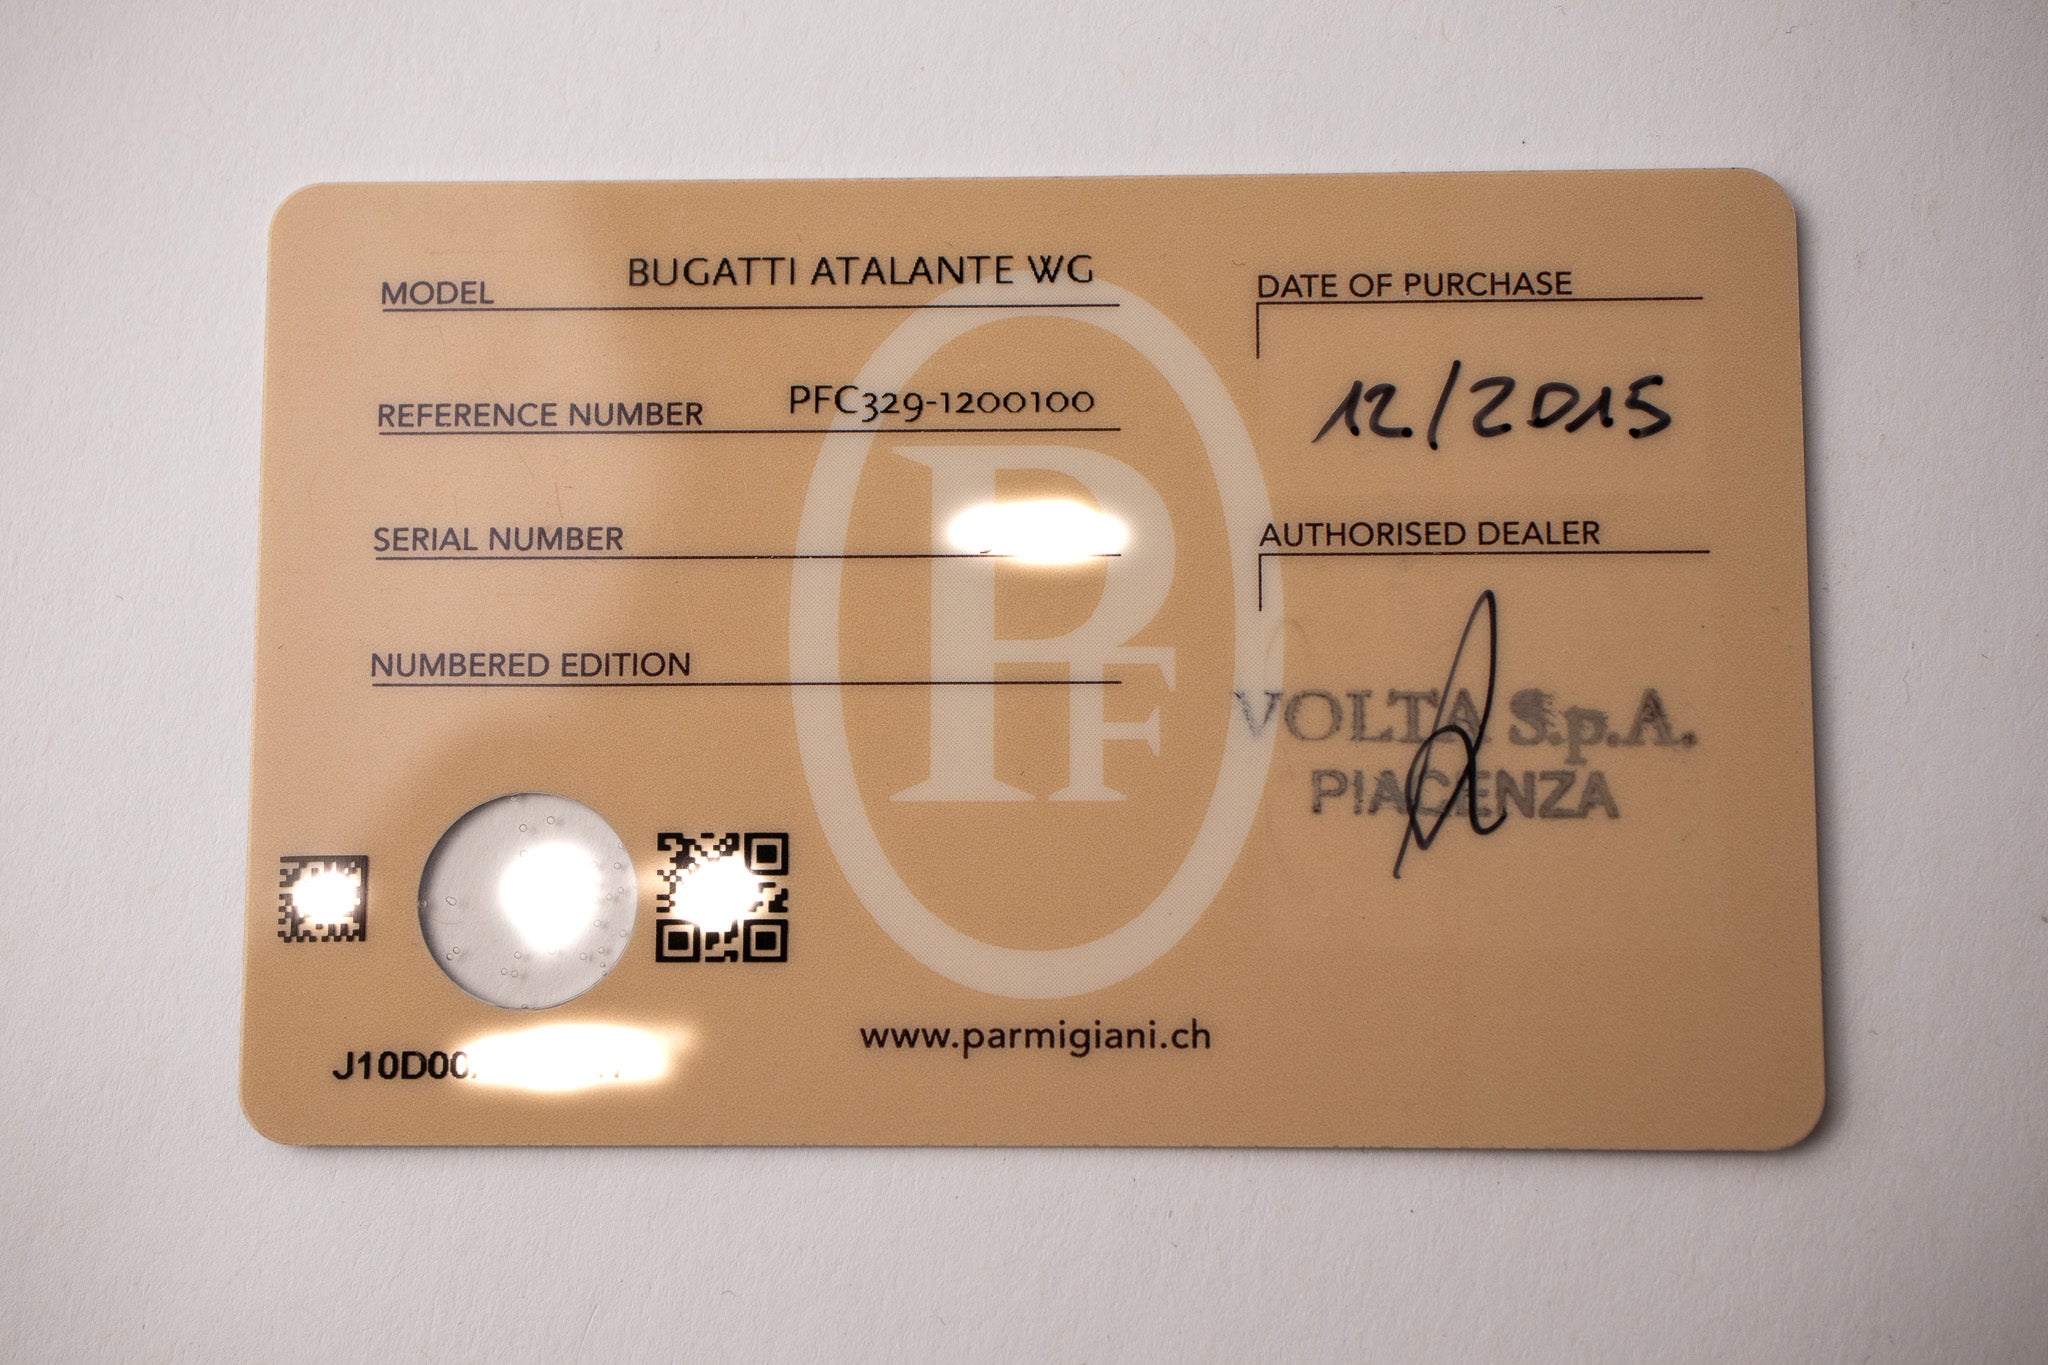 MODEL BUGATTI ATALANTE WG
REFERENCE NUMBER PFC329-1200100
SERIAL NUMBER
NUMBERED EDITION
DATE OF PURCHASE
12/2015
AUTHORISED DEALER
VOLTA S.p.A.
PIACENZA
PF
www.parmigiani.ch